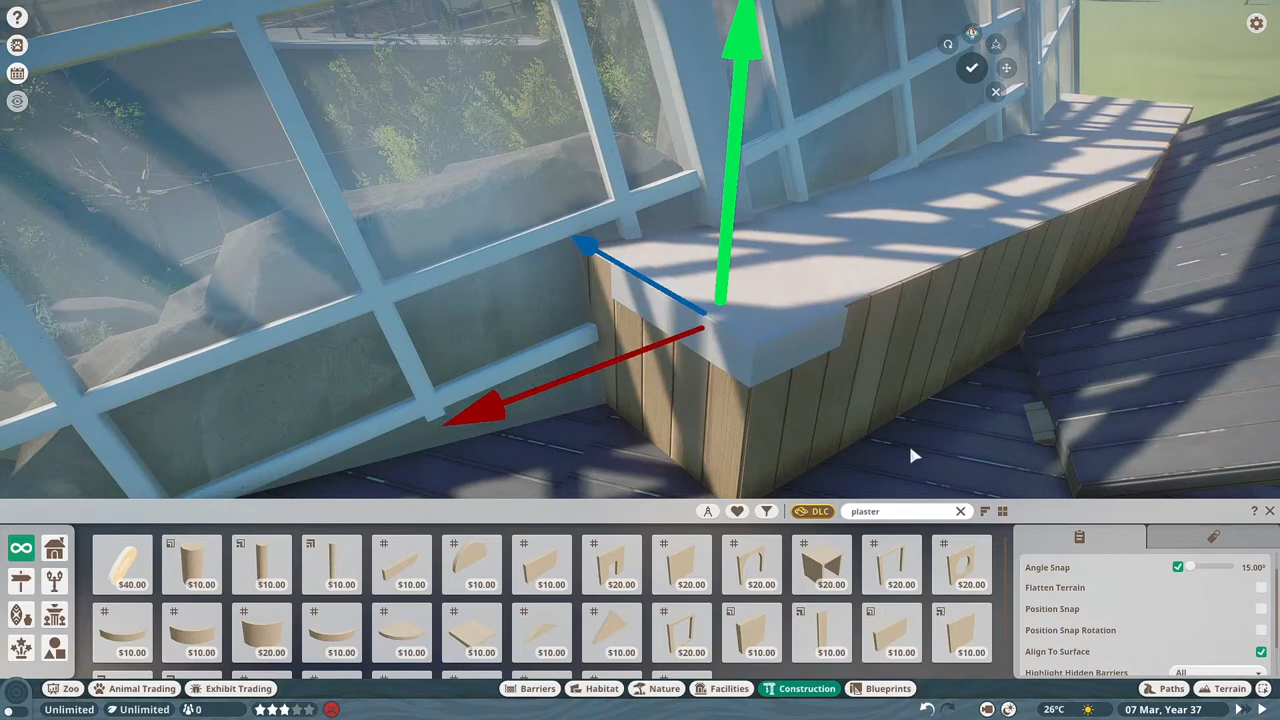 DLC
plaster
?
$40.00 $10.00 $10.00 $10.00 $10.00 $10.00 $10.00 $20.00 $20.00 $20.00 $20.00 $20.00 $20.00
$10.00 $10.00 $20.00 $10.00 $10.00 $10.00 $10.00 $10.00 $20.00 $10.00 $10.00 $10.00 $10.00
Angle Snap 15.00°
Flatten Terrain
Position Snap
Position Snap Rotation
Align To Surface
Highlight Hidden Barriers All
Zoo Animal Trading Exhibit Trading Barriers Habitat Nature Facilities Construction Blueprints Paths Terrain
Unlimited Unlimited 0 26°C 07 Mar, Year 37